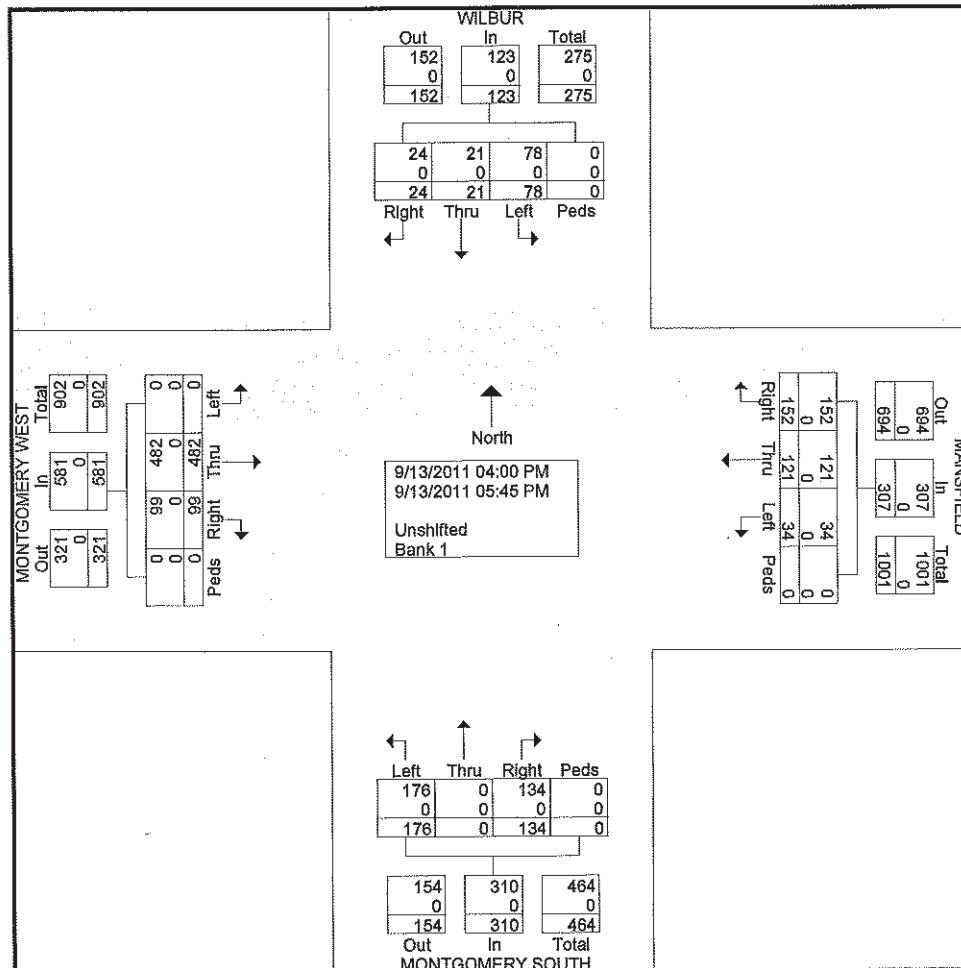 WILBUR
Out In Total
152 123 275
0 0 0
152 123 275
24 21 78 0
0 0 0 0
24 21 78 0
Right Thru Left Peds
MONTGOMERY WEST
Total In Out
902 581 321
0 0 0
902 581 321
0 482 99 0
0 0 0 0
0 482 99 0
Left Thru Right Peds
North
9/13/2011 04:00 PM
9/13/2011 05:45 PM
Unshifted
Bank 1
Right Thru Left Peds
152 121 34 0
0 0 0 0
152 121 34 0
Out In Total
694 307 1001
0 0 0
694 307 1001
MANSFIELD
Left Thru Right Peds
176 0 134 0
0 0 0 0
176 0 134 0
154 310 464
0 0 0
154 310 464
Out In Total
MONTGOMERY SOUTH